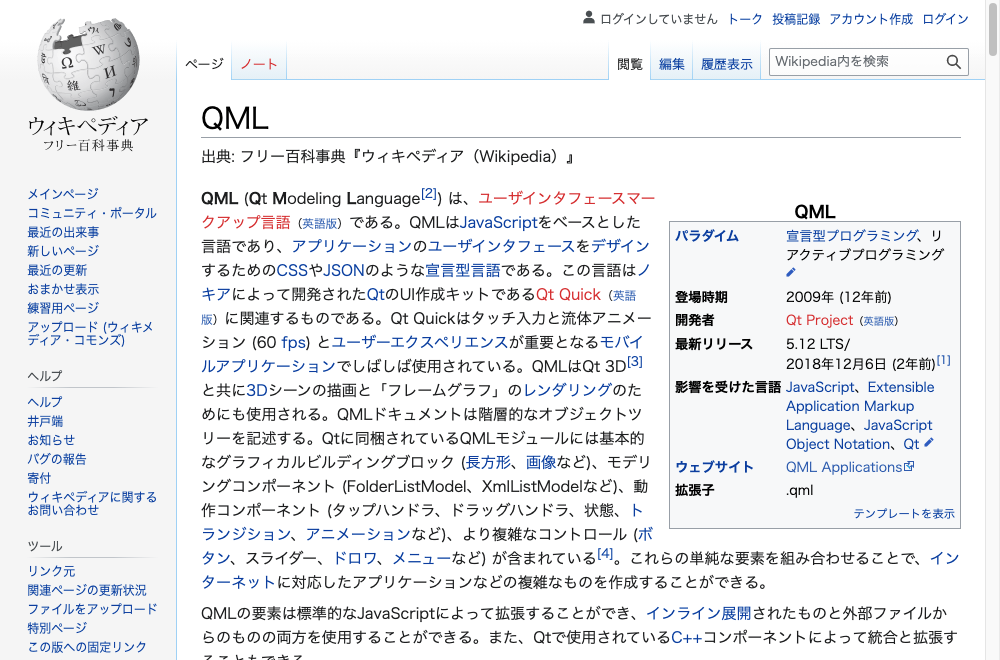 ログインしていません トーク 投稿記録 アカウント作成 ログイン
ページ ノート 閲覧 編集 履歴表示 Wikipedia内を検索
ウィキペディア
フリー百科事典
メインページ
コミュニティ・ポータル
最近の出来事
新しいページ
最近の更新
おまかせ表示
練習用ページ
アップロード (ウィキメ
ディア・コモンズ)
ヘルプ
ヘルプ
井戸端
お知らせ
バグの報告
寄付
ウィキペディアに関する
お問い合わせ
ツール
リンク元
関連ページの更新状況
ファイルをアップロード
特別ページ
この版への固定リンク
QML
出典: フリー百科事典『ウィキペディア（Wikipedia）』
QML (Qt Modeling Language[2]) は、ユーザインタフェースマー
クアップ言語（英語版）である。QMLはJavaScriptをベースとした
言語であり、アプリケーションのユーザインタフェースをデザイン
するためのCSSやJSONのような宣言型言語である。この言語はノ
キアによって開発されたQtのUI作成キットであるQt Quick（英語
版）に関連するものである。Qt Quickはタッチ入力と流体アニメー
ション (60 fps) とユーザーエクスペリエンスが重要となるモバイ
ルアプリケーションでしばしば使用されている。QMLはQt 3D[3]
と共に3Dシーンの描画と「フレームグラフ」のレンダリングのた
めにも使用される。QMLドキュメントは階層的なオブジェクトツ
リーを記述する。Qtに同梱されているQMLモジュールには基本的
なグラフィカルビルディングブロック (長方形、画像など)、モデリ
ングコンポーネント (FolderListModel、XmlListModelなど)、動
作コンポーネント (タップハンドラ、ドラッグハンドラ、状態、ト
ランジション、アニメーションなど)、より複雑なコントロール (ボ
タン、スライダー、ドロワ、メニューなど) が含まれている[4]。これらの単純な要素を組み合わせることで、イン
ターネットに対応したアプリケーションなどの複雑なものを作成することができる。
QMLの要素は標準的なJavaScriptによって拡張することができ、インライン展開されたものと外部ファイルか
らのものの両方を使用することができる。また、Qtで使用されているC++コンポーネントによって統合と拡張す
ることもできる
QML
パラダイム 宣言型プログラミング、リ
アクティブプログラミング
登場時期 2009年 (12年前)
開発者 Qt Project（英語版）
最新リリース 5.12 LTS/
2018年12月6日 (2年前)[1]
影響を受けた言語 JavaScript、Extensible
Application Markup
Language、JavaScript
Object Notation、Qt
ウェブサイト QML Applications
拡張子 .qml
テンプレートを表示